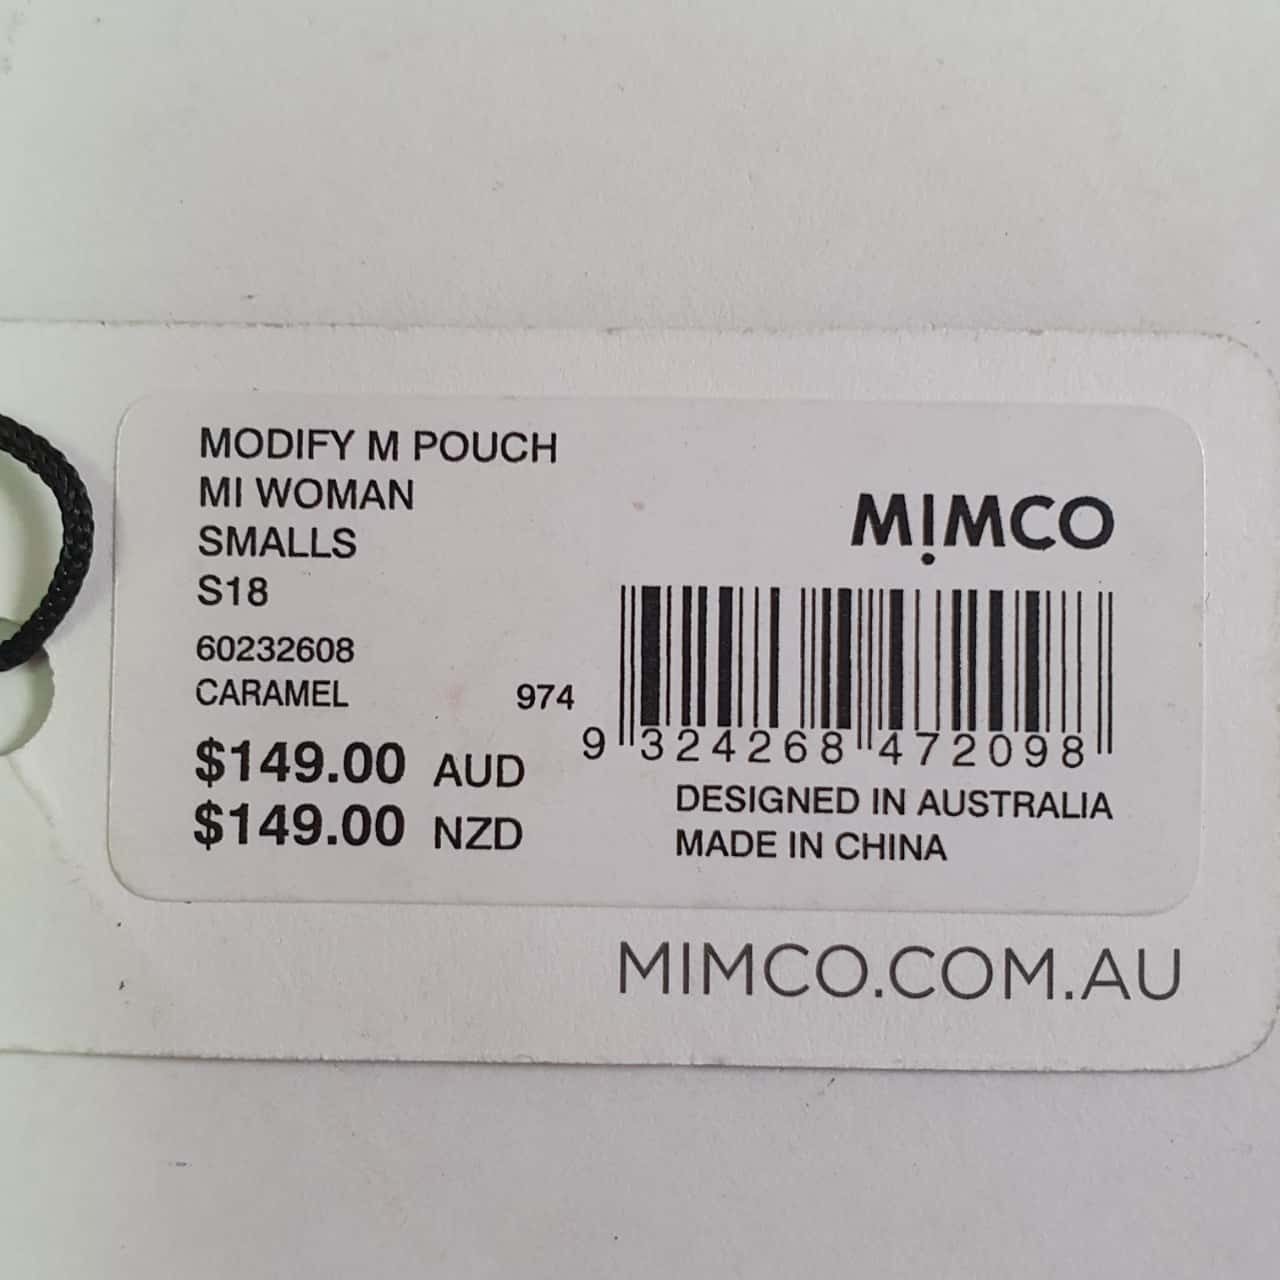 MODIFY M POUCH
MI WOMAN
SMALLS
S18
60232608
CARAMEL 974
$149.00 AUD
$149.00 NZD
MIMCO
9 324268 472098
DESIGNED IN AUSTRALIA
MADE IN CHINA
MIMCO.COM.AU